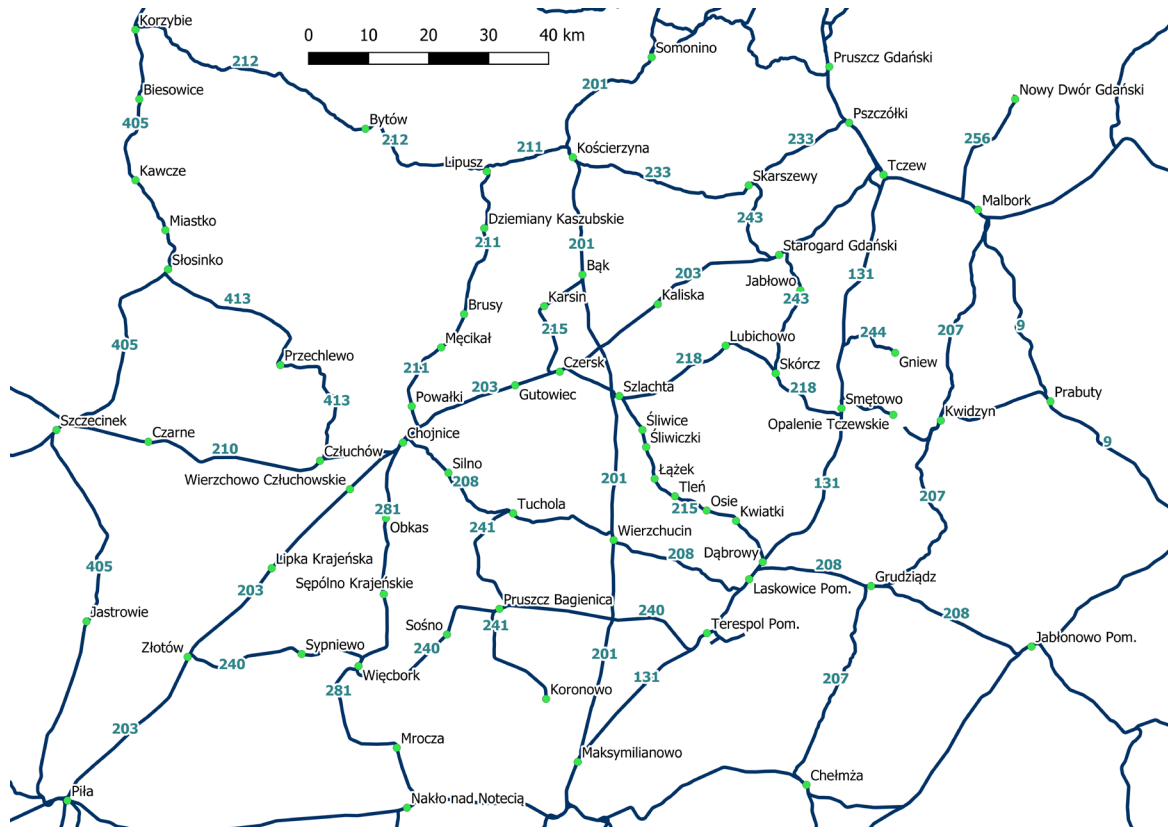 Korzybie
0 10 20 30 40 km
Somonino
212
Pruszcz Gdański
201
Biesowice
Nowy Dwór Gdański
405
Bytów
Pszczółki
212
233
256
211
Kościerzyna
Lipusz
Tczew
Kawcze
233
Skarszewy
Malbork
Miastko
Dziemiany Kaszubskie
243
211
201
Starogard Gdański
Słosinko
Bąk
203
131
Jabłowo
413
Karsin
Kaliska
243
Brusy
9
215
207
244
405
Lubichowo
Przechlewo
Męcikał
Gniew
218
Czersk
211
Skórcz
203
Gutowiec
Szlachta
218
Prabuty
413
Powałki
Smętowo
Szczecinek
Śliwice
Opalenie Tczewskie
Kwidzyn
Czarne
Chojnice
Śliwiczki
9
210
Człuchów
Silno
Łążek
Wierzchowo Człuchowskie
208
201
131
Tleń
207
281
Tuchola
215
Osie
Kwiatki
Obkas
241
Wierzchucin
Lipka Krajeńska
208
Dąbrowy
208
405
Grudziądz
203
Sępólno Krajeńskie
Laskowice Pom.
Pruszcz Bagienica
240
Jastrowie
Sośno
241
Terespol Pom.
208
Złotów
Sypniewo
240
Jabłonowo Pom.
240
201
Więcbork
131
207
281
Koronowo
203
Mrocza
Maksymilianowo
Chełmża
Piła
Nakło nad Notecią